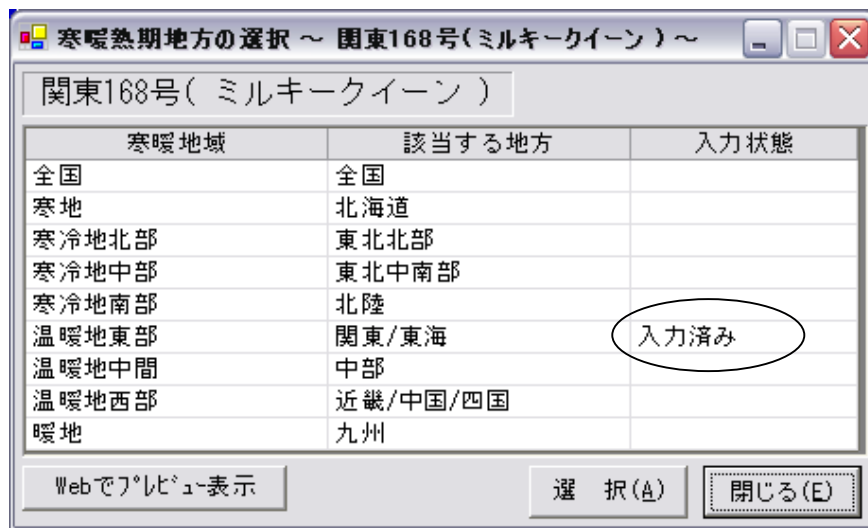 寒暖熱期地方の選択 ～ 関東168号(ミルキークイーン ) ～
関東168号( ミルキークイーン )
寒暖地域 該当する地方 入力状態
全国 全国
寒地 北海道
寒冷地北部 東北北部
寒冷地中部 東北中南部
寒冷地南部 北陸
温暖地東部 関東/東海 入力済み
温暖地中間 中部
温暖地西部 近畿/中国/四国
暖地 九州
Webでﾌﾟﾚﾋﾞｭｰ表示 選 択(A) 閉じる(E)